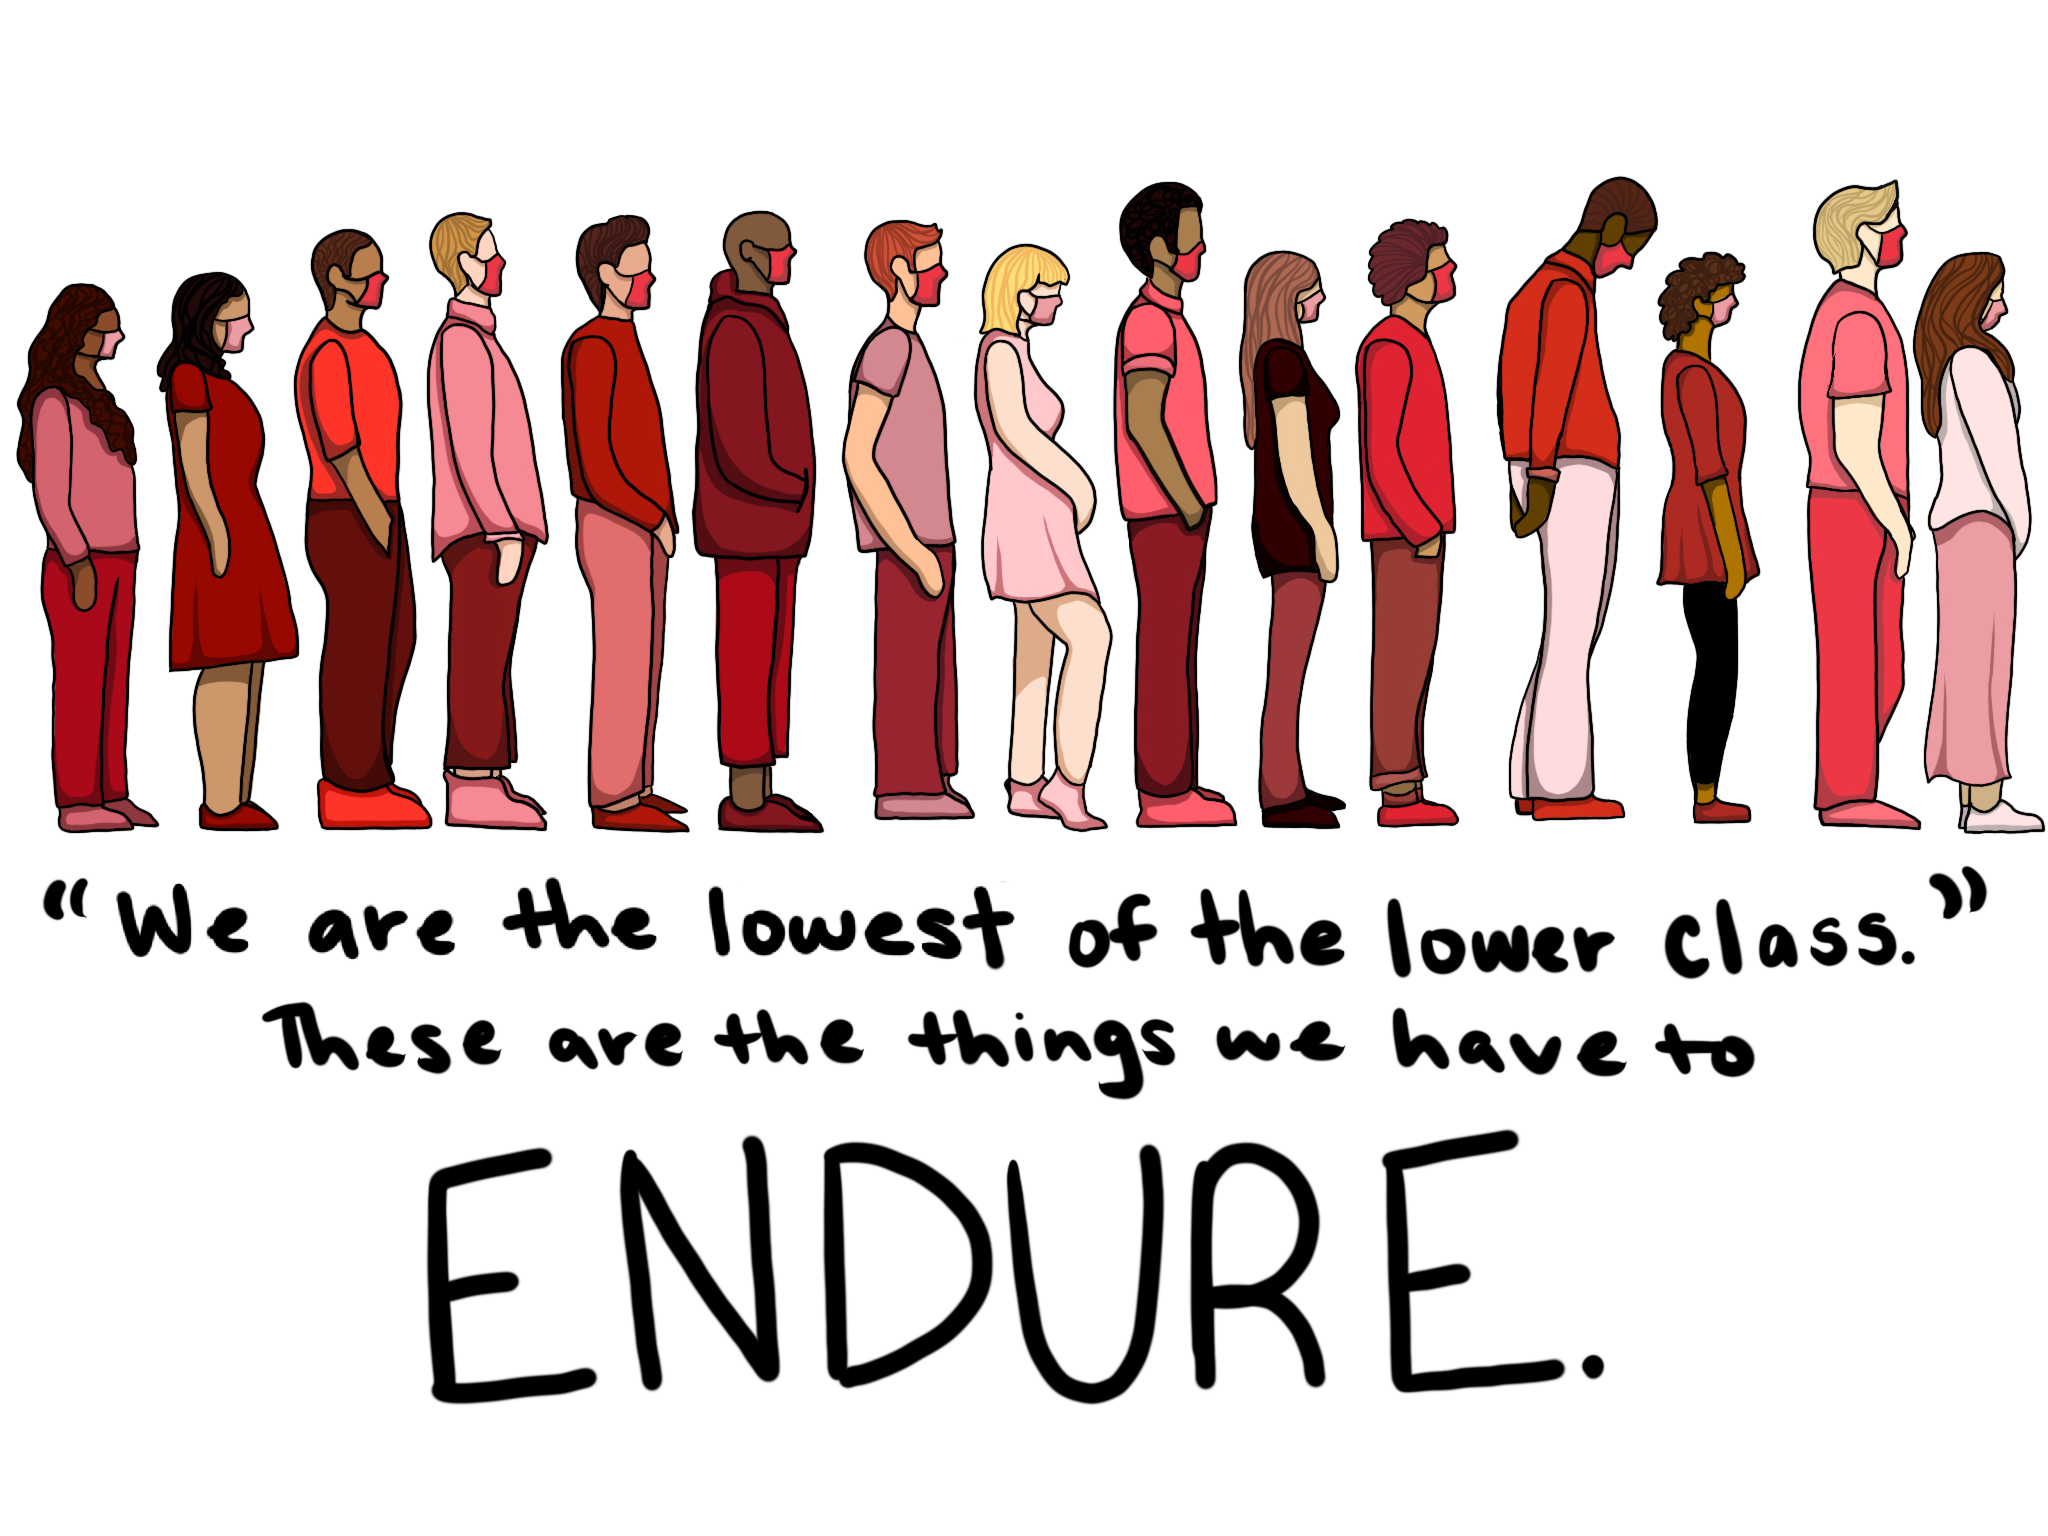 “We are the lowest of the lower class.”
These are the things we have to
ENDURE.